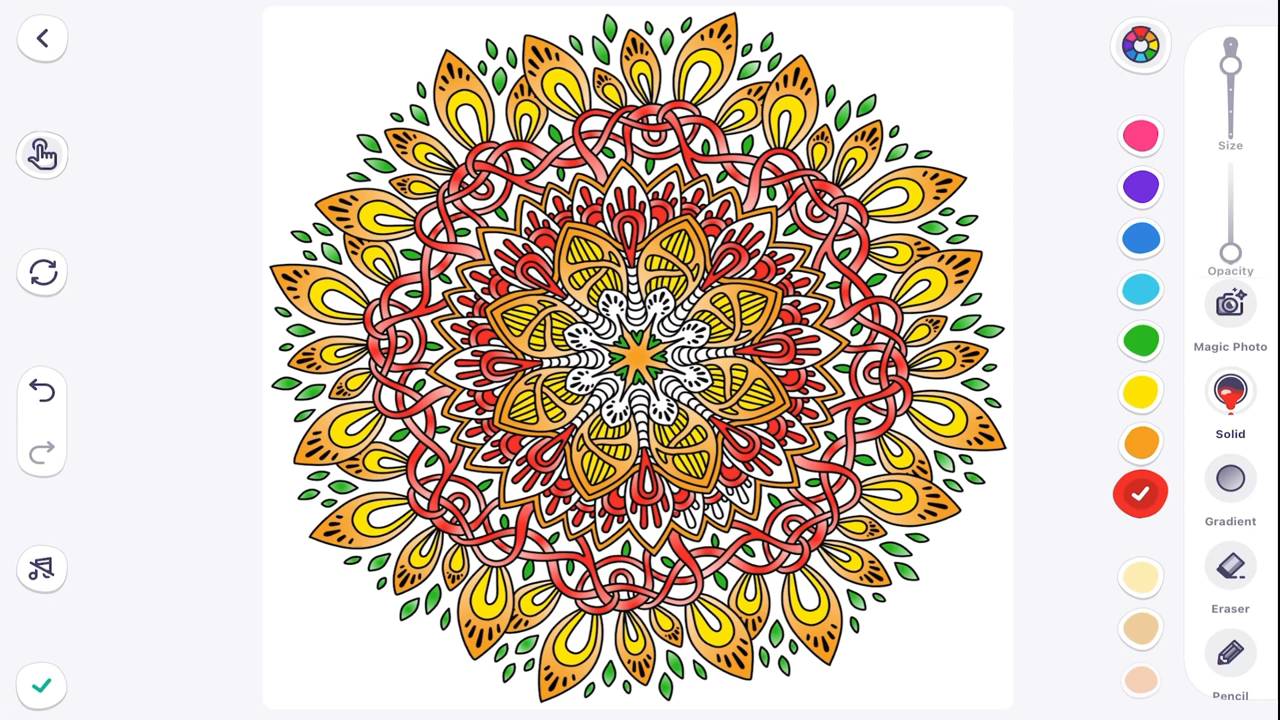 Size
Opacity
Magic Photo
Solid
Gradient
Eraser
Pencil